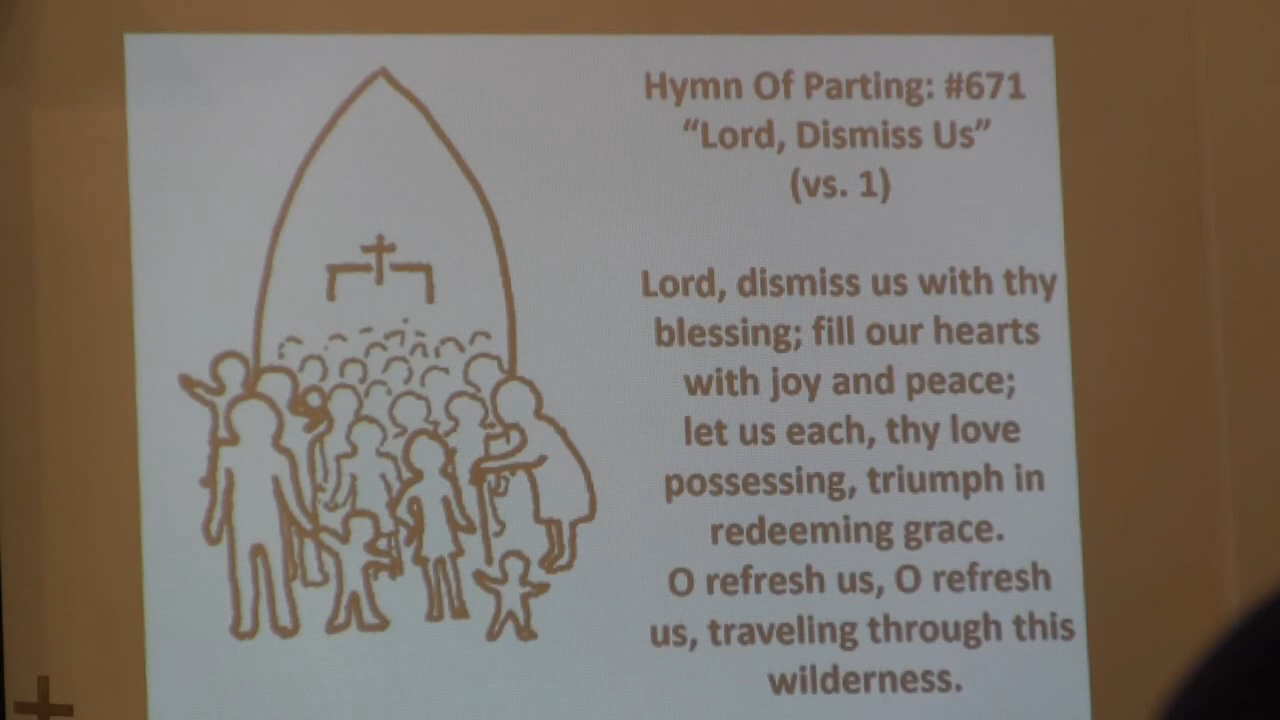 Hymn Of Parting: #671
“Lord, Dismiss Us”
(vs. 1)
Lord, dismiss us with thy
blessing; fill our hearts
with joy and peace;
let us each, thy love
possessing, triumph in
redeeming grace.
O refresh us, O refresh
us, traveling through this
wilderness.